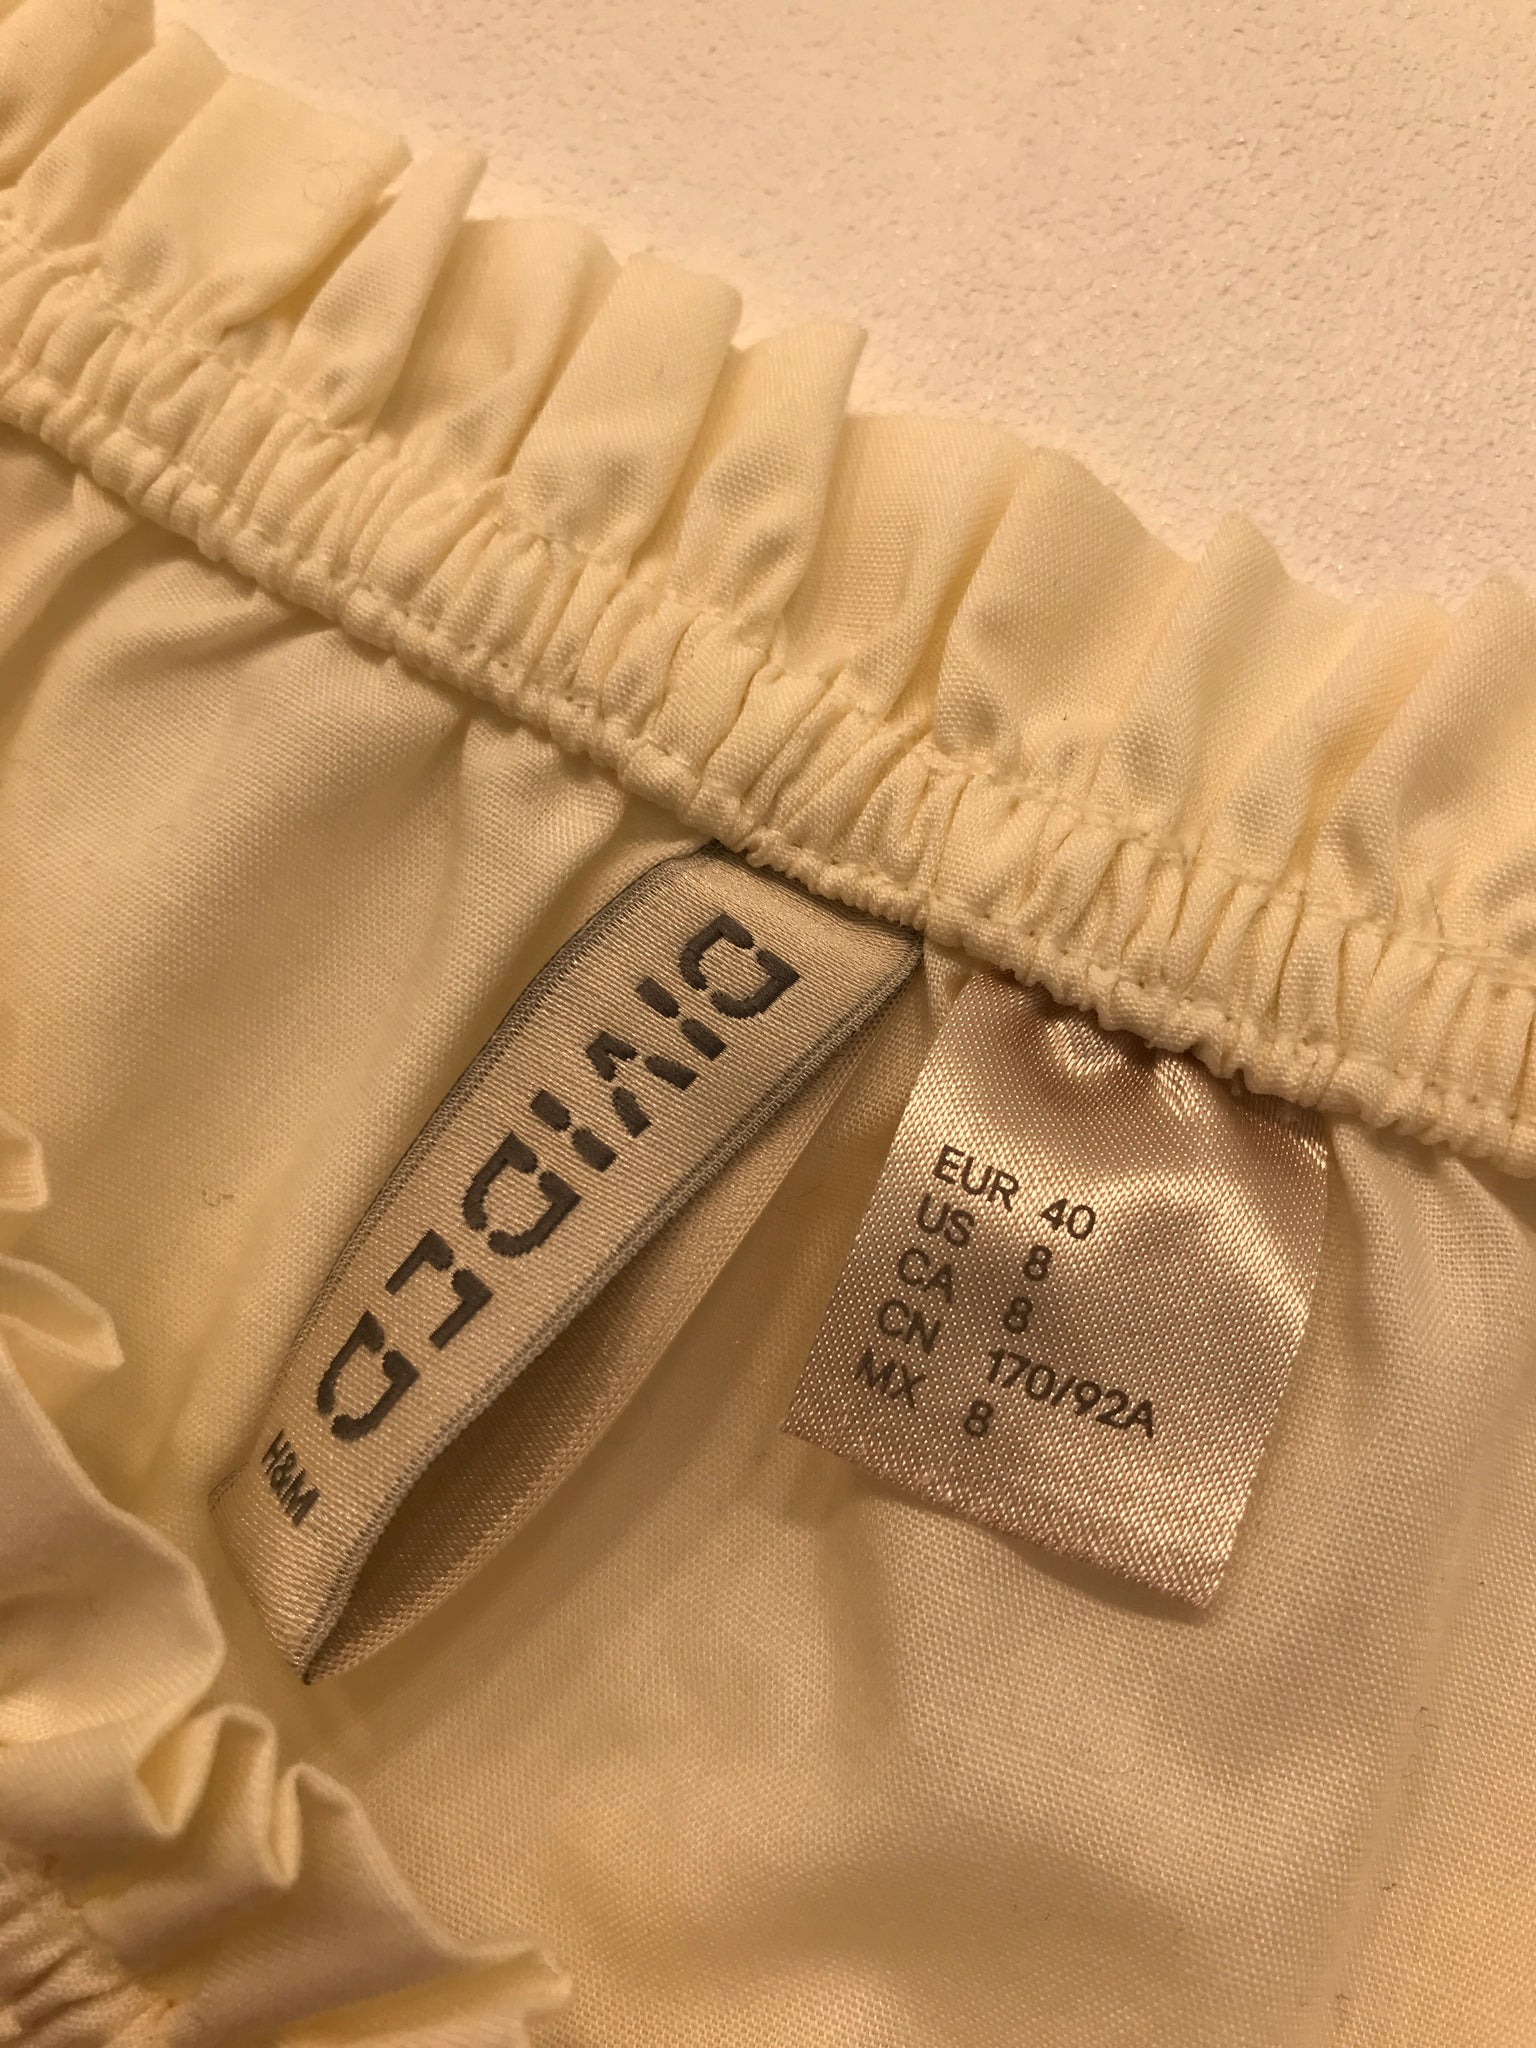 DIVIDED
H&M
EUR 40
US 8
CA 8
CN 170/92A
MX 8